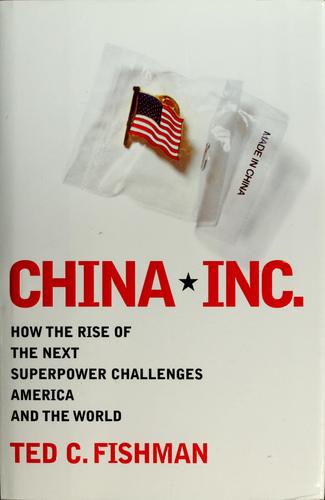 MADE IN CHINA
CHINA★INC.
HOW THE RISE OF
THE NEXT
SUPERPOWER CHALLENGES
AMERICA
AND THE WORLD
TED C. FISHMAN